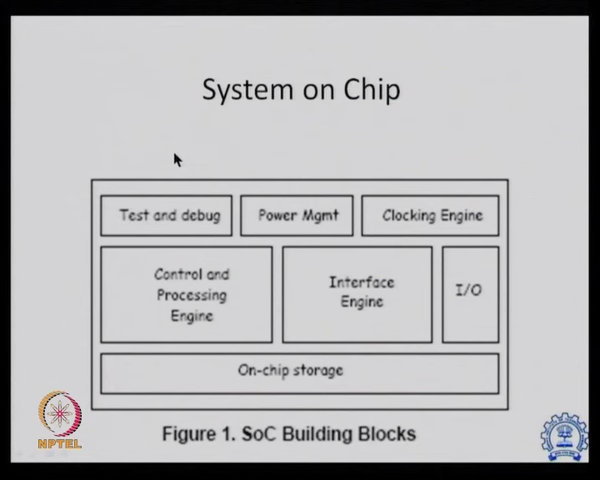 System on Chip
Test and debug
Power Mgmt
Clocking Engine
Control and
Processing
Engine
Interface
Engine
I/O
On-chip storage
Figure 1. SoC Building Blocks
NPTEL